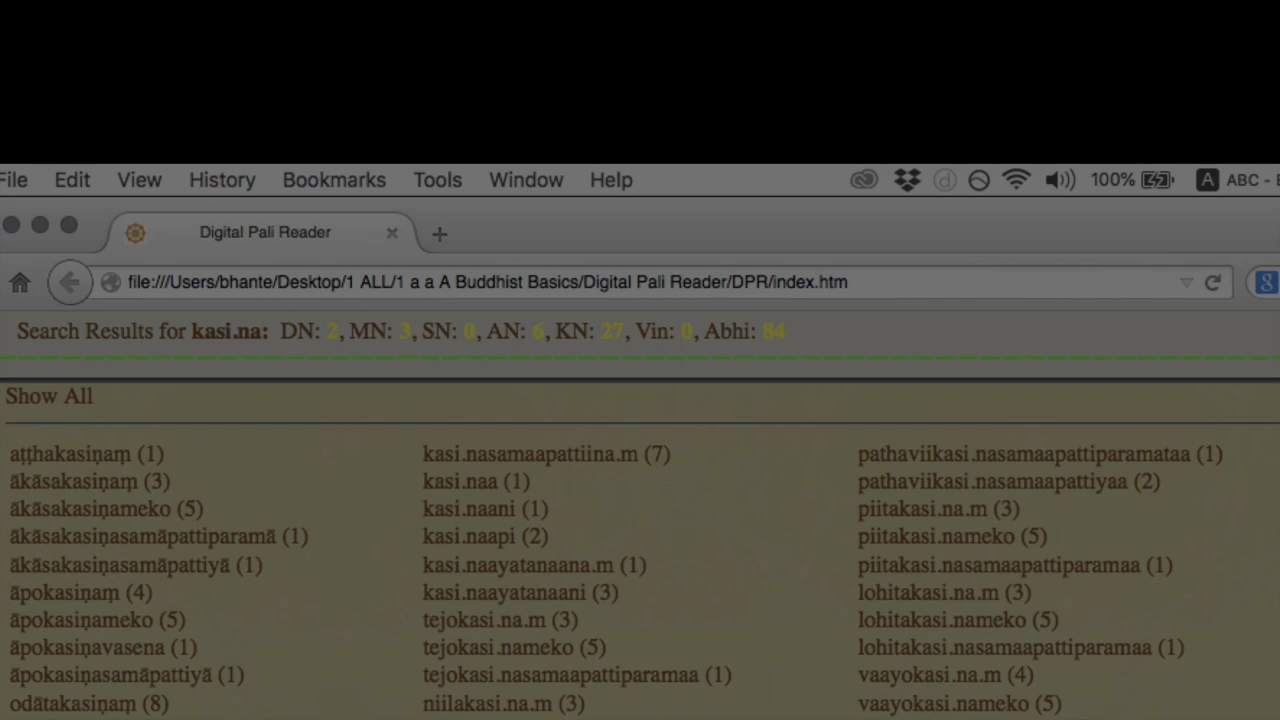 File Edit View History Bookmarks Tools Window Help 100% A ABC -
Digital Pali Reader
file:///Users/bhante/Desktop/1 ALL/1 a a A Buddhist Basics/Digital Pali Reader/DPR/index.htm
Search Results for kasi.na: DN: 2, MN: 3, SN: 0, AN: 6, KN: 27, Vin: 0, Abhi: 84
Show All
aṭṭhakasiṇaṃ (1)
ākāsakasiṇaṃ (3)
ākāsakasiṇameko (5)
ākāsakasiṇasamāpattiparamā (1)
ākāsakasiṇasamāpattiyā (1)
āpokasiṇaṃ (4)
āpokasiṇameko (5)
āpokasiṇavasena (1)
āpokasiṇasamāpattiyā (1)
odātakasiṇaṃ (8)
kasi.nasamaapattiina.m (7)
kasi.naa (1)
kasi.naani (1)
kasi.naapi (2)
kasi.naayatanaana.m (1)
kasi.naayatanaani (3)
tejokasi.na.m (3)
tejokasi.nameko (5)
tejokasi.nasamaapattiparamaa (1)
niilakasi.na.m (3)
pathaviikasi.nasamaapattiparamataa (1)
pathaviikasi.nasamaapattiyaa (2)
piitakasi.na.m (3)
piitakasi.nameko (5)
piitakasi.nasamaapattiparamaa (1)
lohitakasi.na.m (3)
lohitakasi.nameko (5)
lohitakasi.nasamaapattiparamaa (1)
vaayokasi.na.m (4)
vaayokasi.nameko (5)